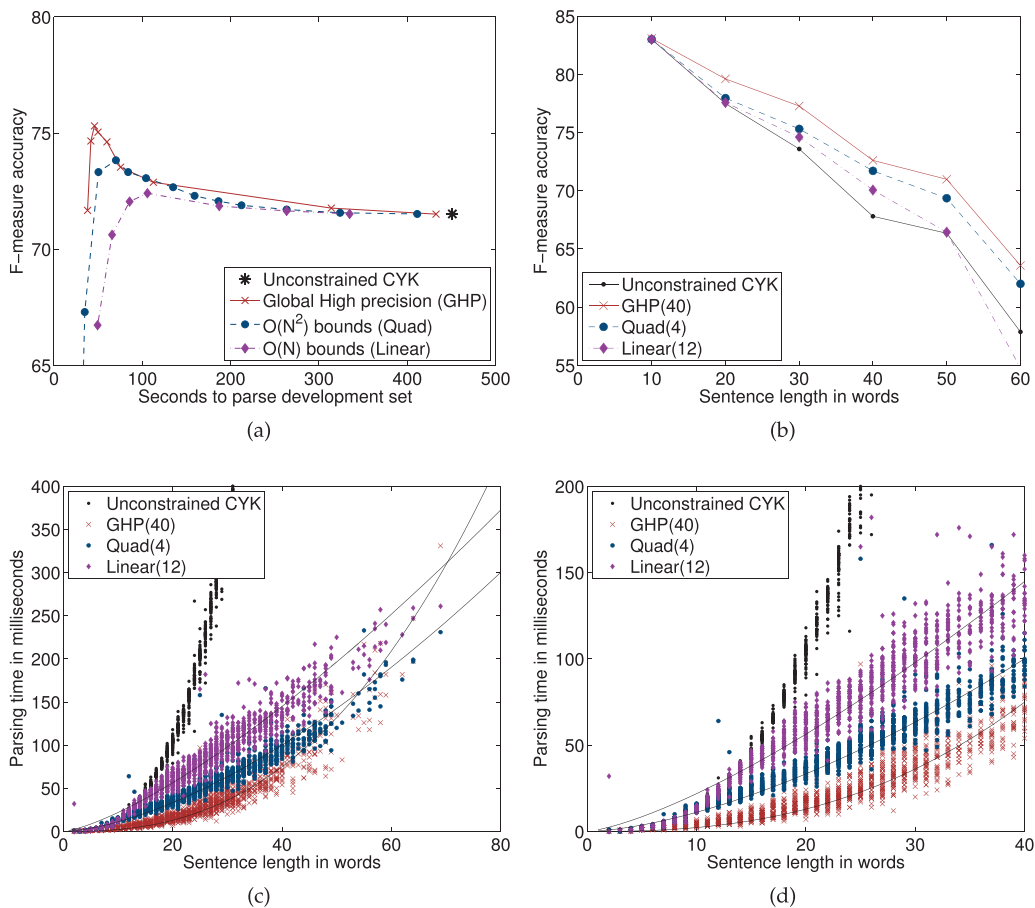 80
75
70
65
F−measure accuracy
0 100 200 300 400 500
Seconds to parse development set
Unconstrained CYK
Global High precision (GHP)
O(N²) bounds (Quad)
O(N) bounds (Linear)
(a)
85
80
75
70
65
60
55
F−measure accuracy
0 10 20 30 40 50 60
Sentence length in words
Unconstrained CYK
GHP(40)
Quad(4)
Linear(12)
(b)
400
350
300
250
200
150
100
50
0
Parsing time in milliseconds
0 20 40 60 80
Sentence length in words
Unconstrained CYK
GHP(40)
Quad(4)
Linear(12)
(c)
200
150
100
50
0
Parsing time in milliseconds
0 10 20 30 40
Sentence length in words
Unconstrained CYK
GHP(40)
Quad(4)
Linear(12)
(d)